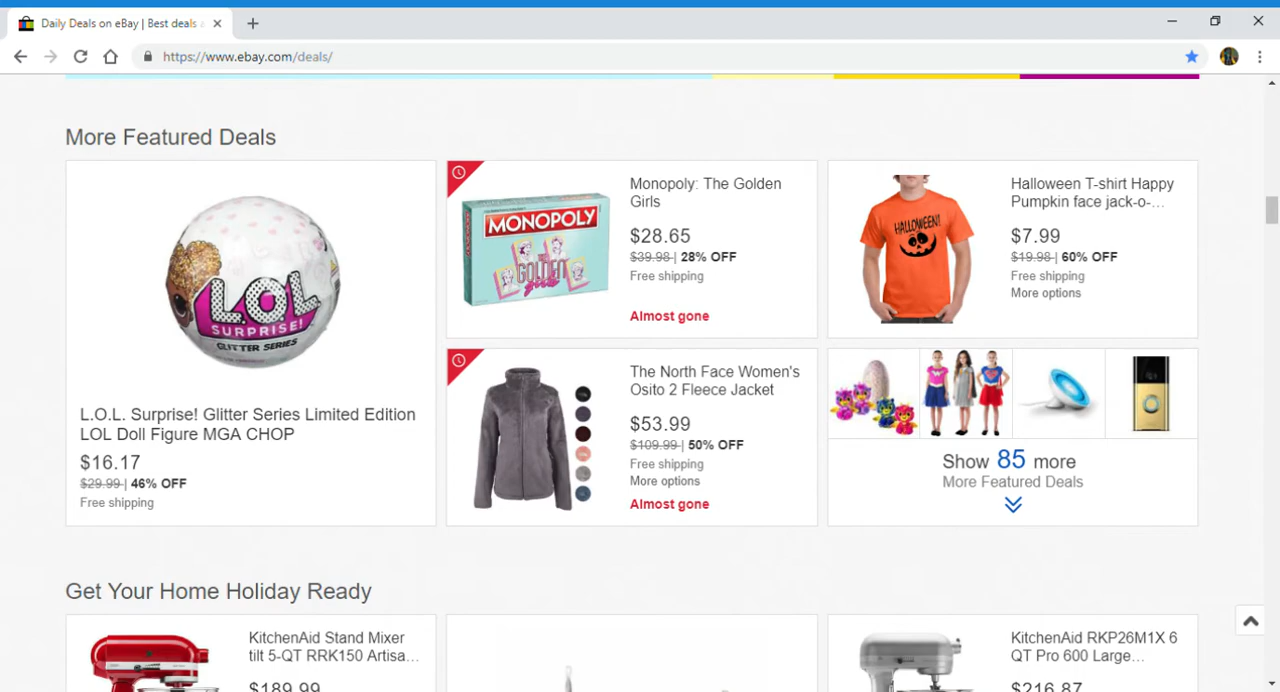 Daily Deals on eBay | Best deals a
https://www.ebay.com/deals/
More Featured Deals
L.O.L.
SURPRISE!
GLITTER SERIES
L.O.L. Surprise! Glitter Series Limited Edition
LOL Doll Figure MGA CHOP
$16.17
$29.99 | 46% OFF
Free shipping
MONOPOLY
THE
GOLDEN
girls
Monopoly: The Golden
Girls
$28.65
$39.98 | 28% OFF
Free shipping
Almost gone
HALLOWEEN!
Halloween T-shirt Happy
Pumpkin face jack-o-...
$7.99
$19.98 | 60% OFF
Free shipping
More options
The North Face Women's
Osito 2 Fleece Jacket
$53.99
$109.99 | 50% OFF
Free shipping
More options
Almost gone
Show 85 more
More Featured Deals
Get Your Home Holiday Ready
KitchenAid Stand Mixer
tilt 5-QT RRK150 Artisa...
$189.99
KitchenAid RKP26M1X 6
QT Pro 600 Large...
$216.87